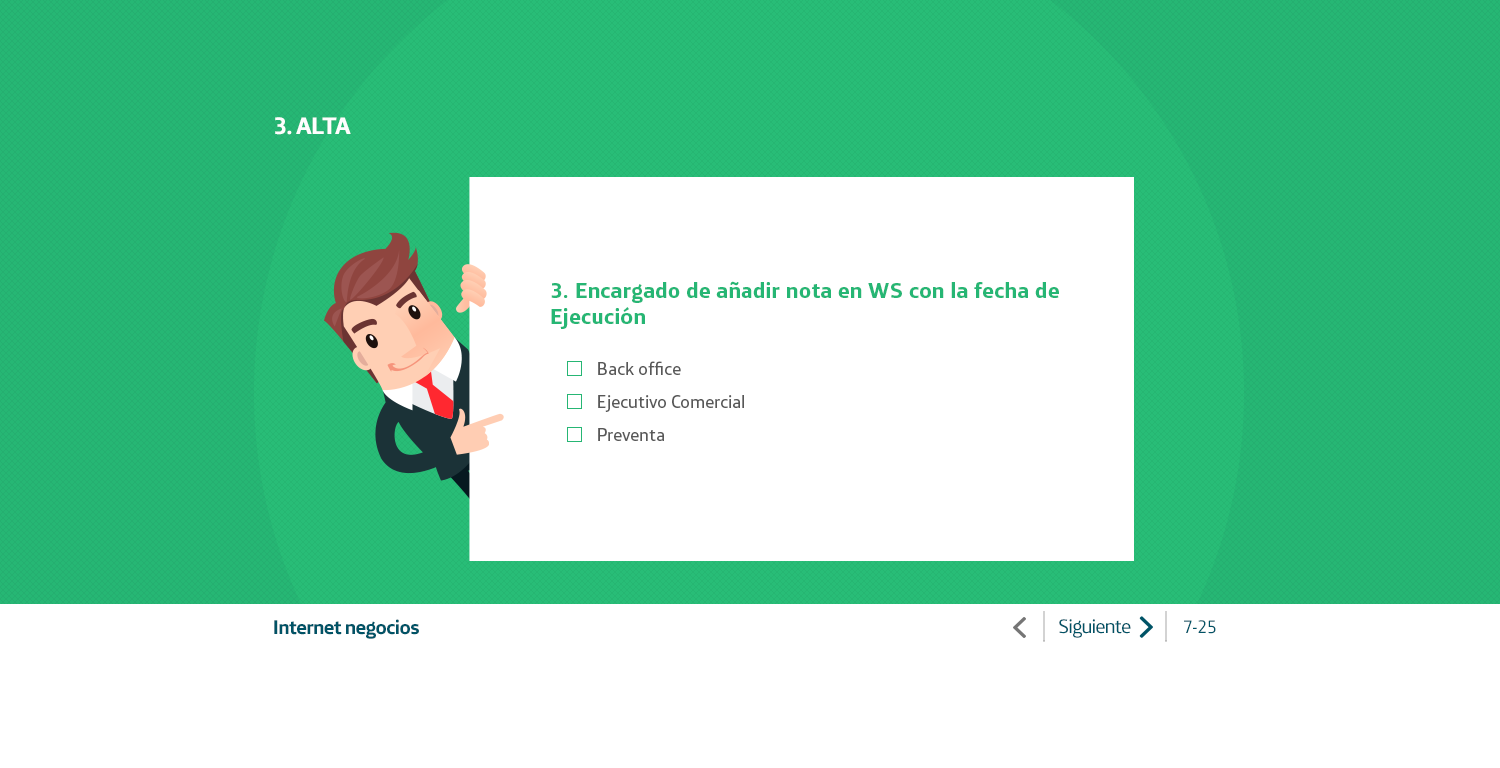 3. ALTA
3. Encargado de añadir nota en WS con la fecha de
Ejecución
Back office
Ejecutivo Comercial
Preventa
Internet negocios
Siguiente
7-25